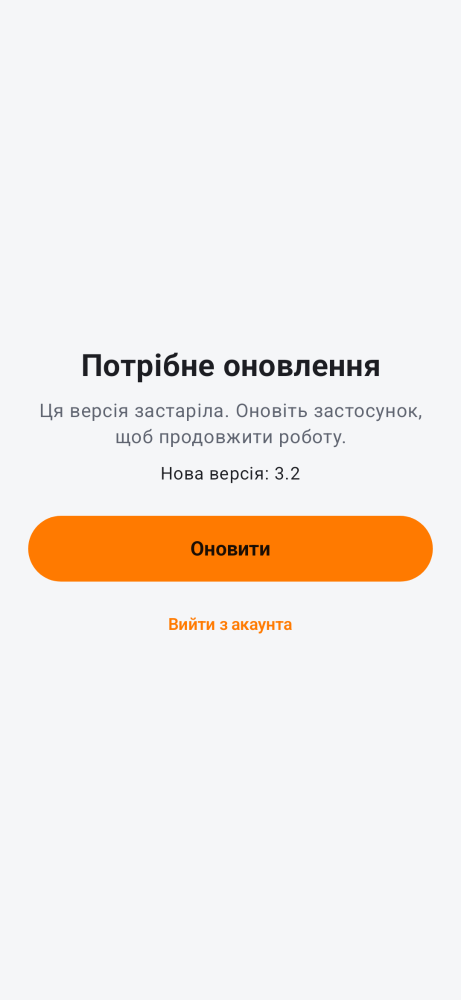 Потрібне оновлення
Ця версія застаріла. Оновіть застосунок,
щоб продовжити роботу.
Нова версія: 3.2
Оновити
Вийти з акаунта